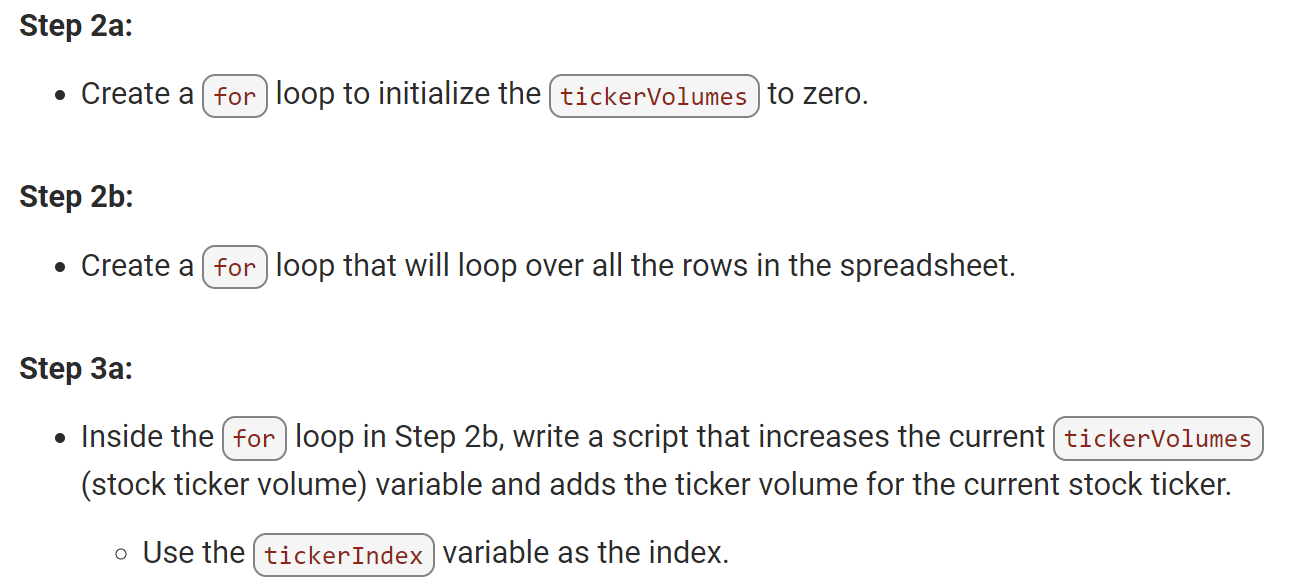 Step 2a:
• Create a for loop to initialize the tickerVolumes to zero.
Step 2b:
• Create a for loop that will loop over all the rows in the spreadsheet.
Step 3a:
• Inside the for loop in Step 2b, write a script that increases the current tickerVolumes
(stock ticker volume) variable and adds the ticker volume for the current stock ticker.
○ Use the tickerIndex variable as the index.